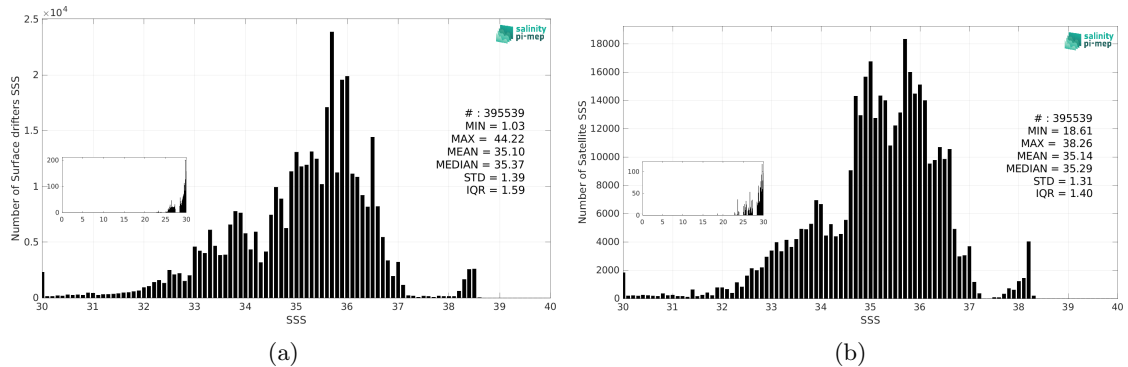 2.5 ×10⁴
2
1.5
1
0.5
0
Number of Surface drifters SSS
30 31 32 33 34 35 36 37 38 39 40
SSS
salinity
pi-mep
# : 395539
MIN = 1.03
MAX = 44.22
MEAN = 35.10
MEDIAN = 35.37
STD = 1.39
IQR = 1.59
200
100
0
0 5 10 15 20 25 30
(a)
18000
16000
14000
12000
10000
8000
6000
4000
2000
0
Number of Satellite SSS
30 31 32 33 34 35 36 37 38 39 40
SSS
salinity
pi-mep
# : 395539
MIN = 18.61
MAX = 38.26
MEAN = 35.14
MEDIAN = 35.29
STD = 1.31
IQR = 1.40
100
50
0
0 5 10 15 20 25 30
(b)